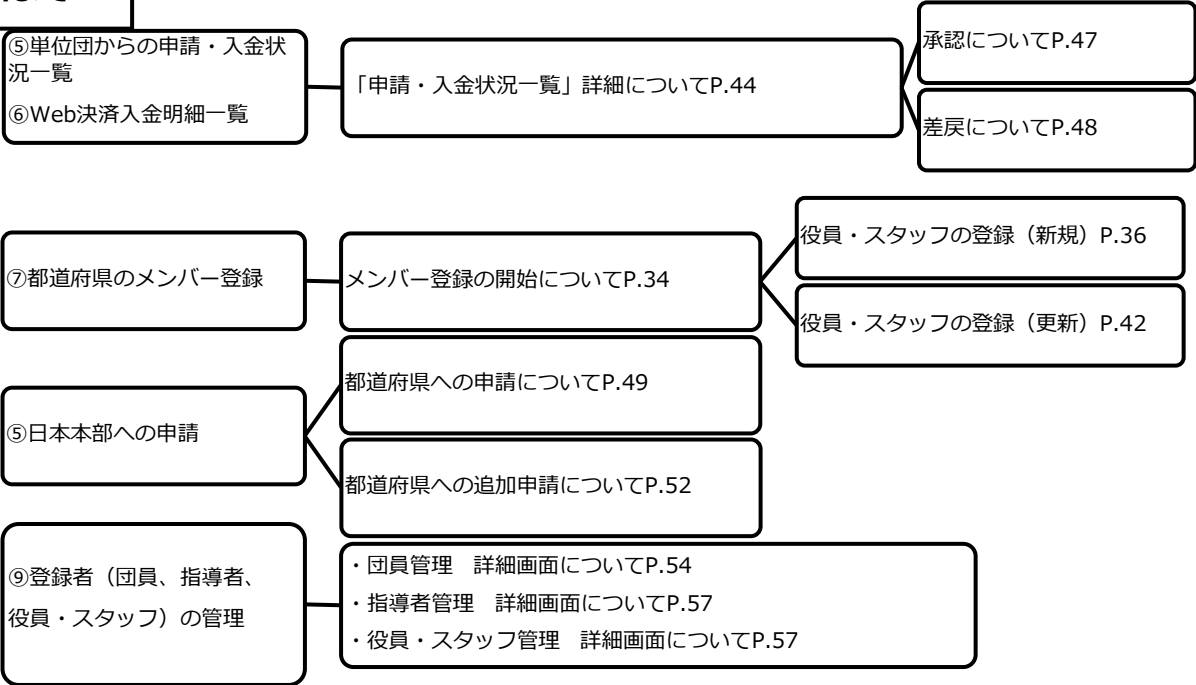 ⑤単位団からの申請・入金状
況一覧
⑥Web決済入金明細一覧
「申請・入金状況一覧」詳細についてP.44
承認についてP.47
差戻についてP.48
⑦都道府県のメンバー登録
メンバー登録の開始についてP.34
役員・スタッフの登録（新規）P.36
役員・スタッフの登録（更新）P.42
⑤日本本部への申請
都道府県への申請についてP.49
都道府県への追加申請についてP.52
⑨登録者（団員、指導者、
役員・スタッフ）の管理
・団員管理　詳細画面についてP.54
・指導者管理　詳細画面についてP.57
・役員・スタッフ管理　詳細画面についてP.57